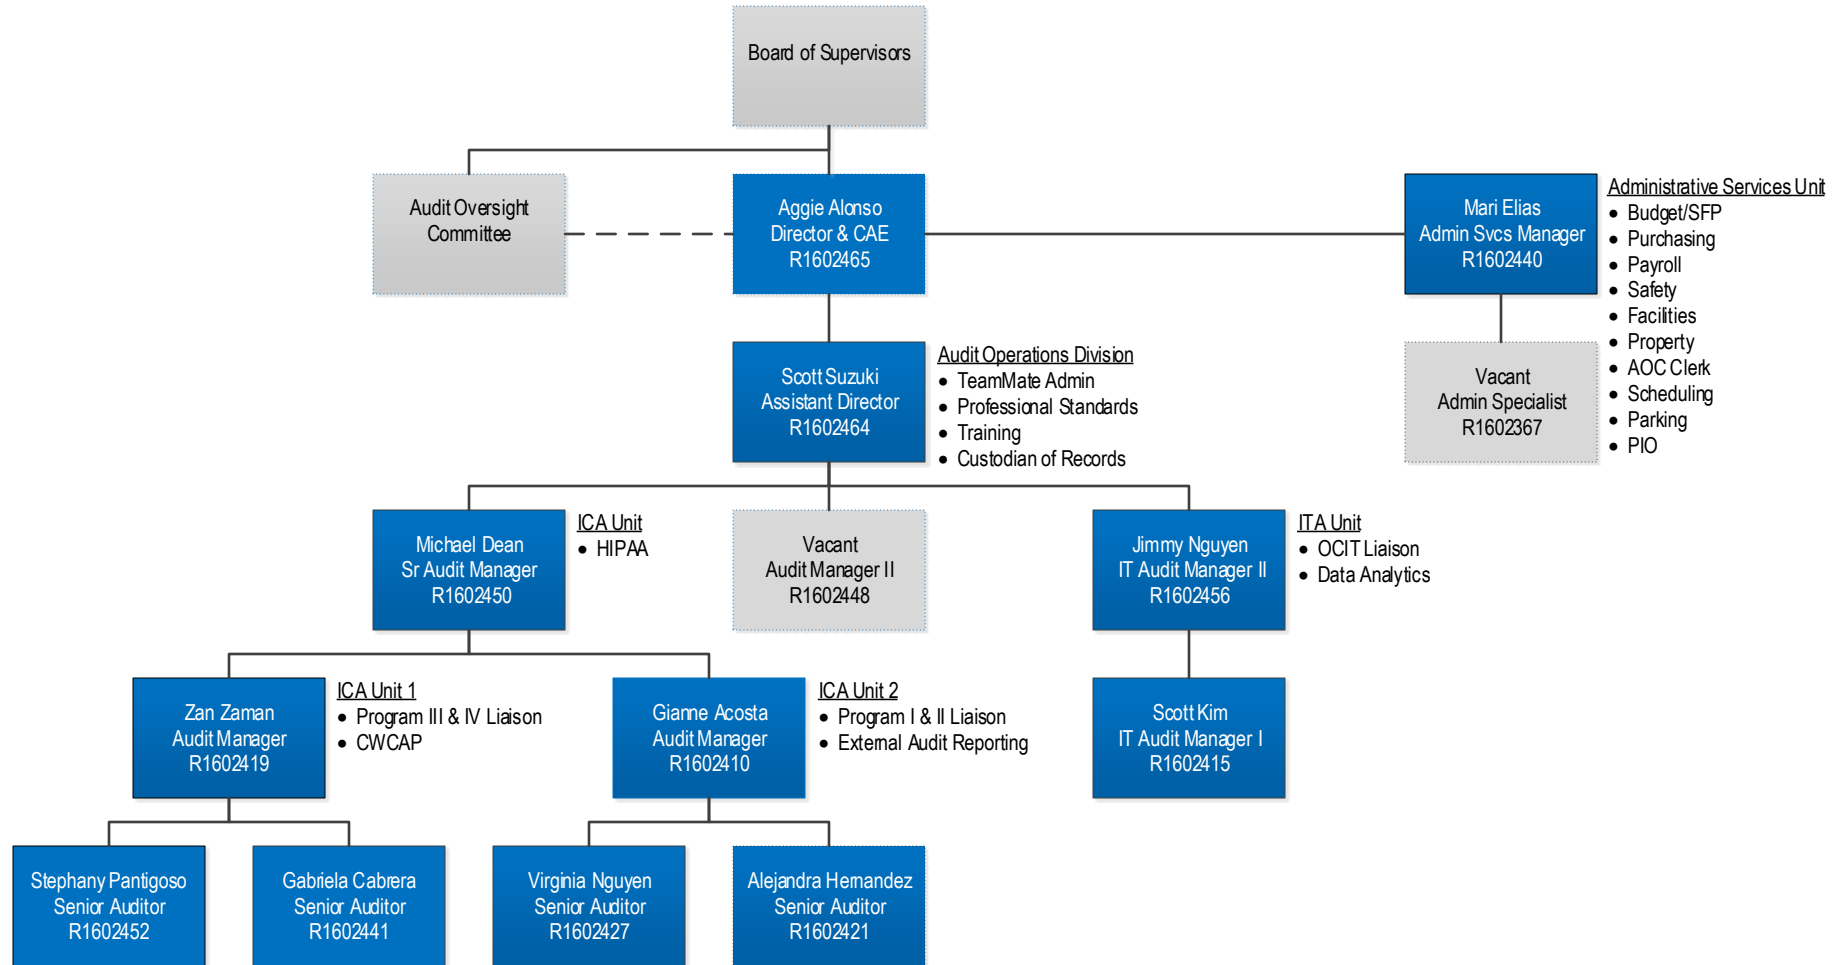 Board of Supervisors
Audit Oversight
Committee
Aggie Alonso
Director & CAE
R1602465
Mari Elias
Admin Svcs Manager
R1602440
Administrative Services Unit
• Budget/SFP
• Purchasing
• Payroll
• Safety
• Facilities
• Property
• AOC Clerk
• Scheduling
• Parking
• PIO
Vacant
Admin Specialist
R1602367
Scott Suzuki
Assistant Director
R1602464
Audit Operations Division
• TeamMate Admin
• Professional Standards
• Training
• Custodian of Records
Michael Dean
Sr Audit Manager
R1602450
ICA Unit
• HIPAA
Vacant
Audit Manager II
R1602448
Jimmy Nguyen
IT Audit Manager II
R1602456
ITA Unit
• OCIT Liaison
• Data Analytics
Zan Zaman
Audit Manager
R1602419
ICA Unit 1
• Program III & IV Liaison
• CWCAP
Gianne Acosta
Audit Manager
R1602410
ICA Unit 2
• Program I & II Liaison
• External Audit Reporting
Scott Kim
IT Audit Manager I
R1602415
Stephany Pantigoso
Senior Auditor
R1602452
Gabriela Cabrera
Senior Auditor
R1602441
Virginia Nguyen
Senior Auditor
R1602427
Alejandra Hernandez
Senior Auditor
R1602421